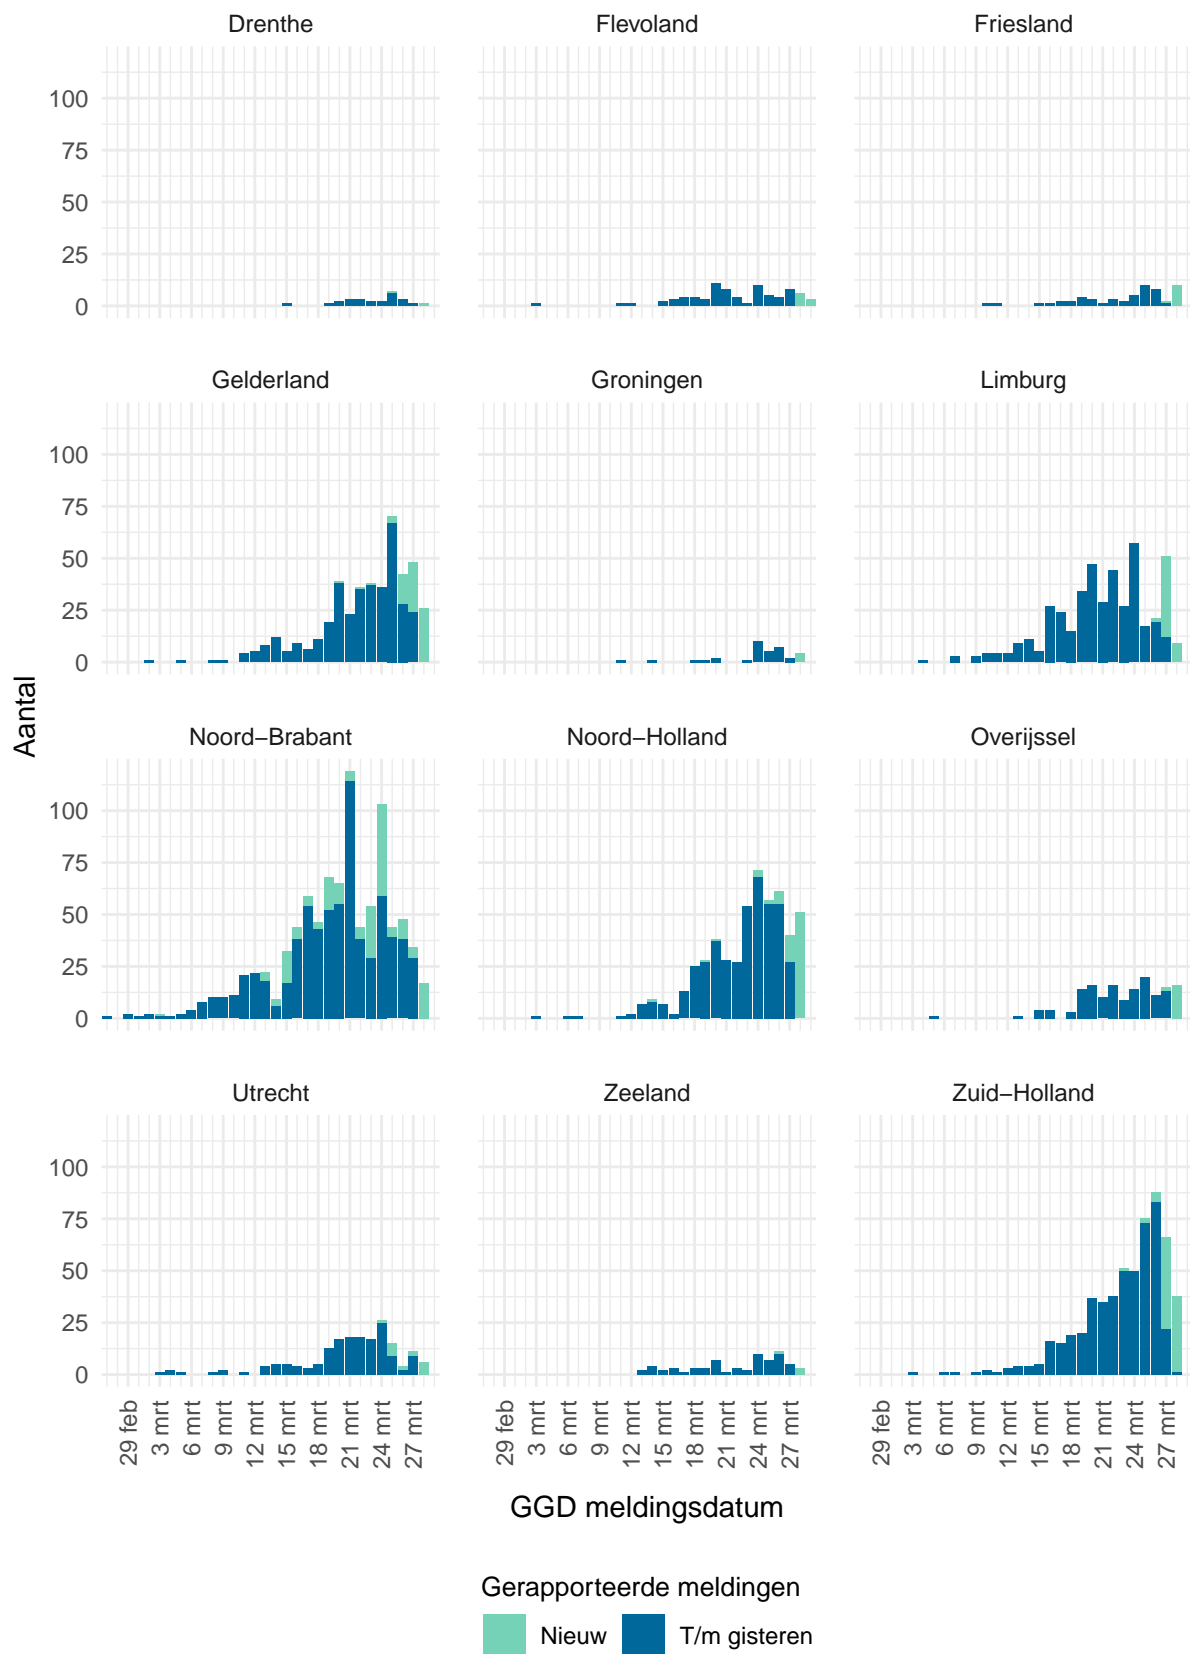 Drenthe Flevoland Friesland
100
75
50
25
0
Gelderland Groningen Limburg
100
75
50
25
0
Aantal
Noord−Brabant Noord−Holland Overijssel
100
75
50
25
0
Utrecht Zeeland Zuid−Holland
100
75
50
25
0
29 feb 3 mrt 6 mrt 9 mrt 12 mrt 15 mrt 18 mrt 21 mrt 24 mrt 27 mrt 29 feb 3 mrt 6 mrt 9 mrt 12 mrt 15 mrt 18 mrt 21 mrt 24 mrt 27 mrt 29 feb 3 mrt 6 mrt 9 mrt 12 mrt 15 mrt 18 mrt 21 mrt 24 mrt 27 mrt
GGD meldingsdatum
Gerapporteerde meldingen
Nieuw T/m gisteren